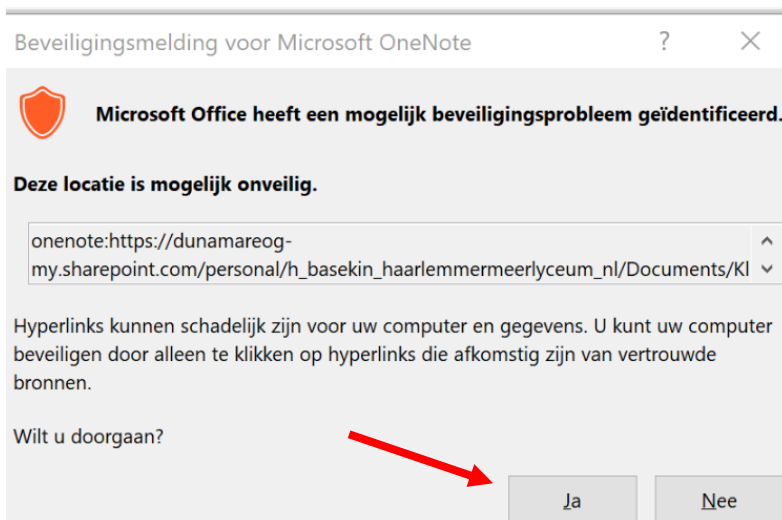 Beveiligingsmelding voor Microsoft OneNote
Microsoft Office heeft een mogelijk beveiligingsprobleem geïdentificeerd.
Deze locatie is mogelijk onveilig.
onenote:https://dunamareog-
my.sharepoint.com/personal/h_basekin_haarlemmermeerlyceum_nl/Documents/Kl
Hyperlinks kunnen schadelijk zijn voor uw computer en gegevens. U kunt uw computer
beveiligen door alleen te klikken op hyperlinks die afkomstig zijn van vertrouwde
bronnen.
Wilt u doorgaan?
Ja
Nee